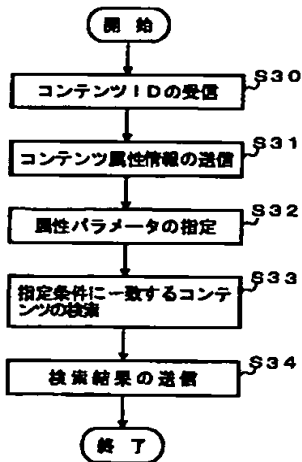 開始
コンテンツIDの受信
S30
コンテンツ属性情報の送信
S31
属性パラメータの指定
S32
指定条件に一致するコンテ
ンツの検索
S33
検索結果の送信
S34
終了